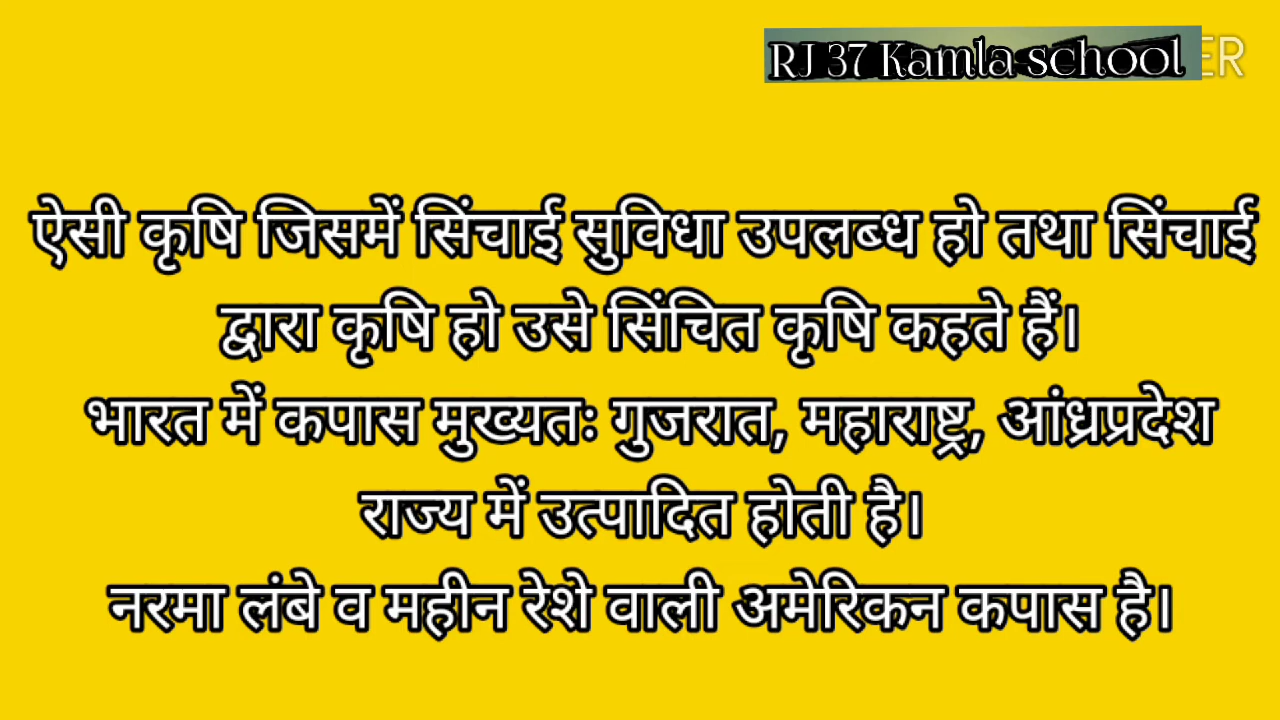 RJ 37 Kamla school ER
ऐसी कृषि जिसमें सिंचाई सुविधा उपलब्ध हो तथा सिंचाई
द्वारा कृषि हो उसे सिंचित कृषि कहते हैं।
भारत में कपास मुख्यतः गुजरात, महाराष्ट्र, आंध्रप्रदेश
राज्य में उत्पादित होती है।
नरमा लंबे व महीन रेशे वाली अमेरिकन कपास है।